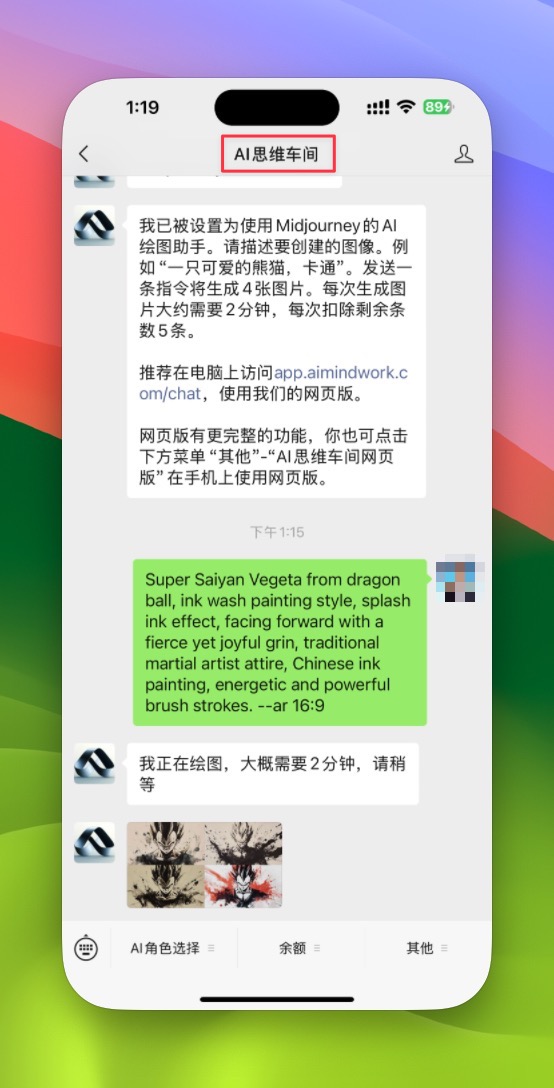 1:19
89
AI思维车间
我已被设置为使用Midjourney的AI
绘图助手。请描述要创建的图像。例
如“一只可爱的熊猫，卡通”。发送一
条指令将生成4张图片。每次生成图
片大约需要2分钟，每次扣除剩余条
数5条。
推荐在电脑上访问app.aimindwork.c
om/chat，使用我们的网页版。
网页版有更完整的功能，你也可点击
下方菜单“其他”-“AI思维车间网页
版”在手机上使用网页版。
下午1:15
Super Saiyan Vegeta from dragon
ball, ink wash painting style, splash
ink effect, facing forward with a
fierce yet joyful grin, traditional
martial artist attire, Chinese ink
painting, energetic and powerful
brush strokes. --ar 16:9
我正在绘图，大概需要2分钟，请稍
等
AI角色选择 余额 其他